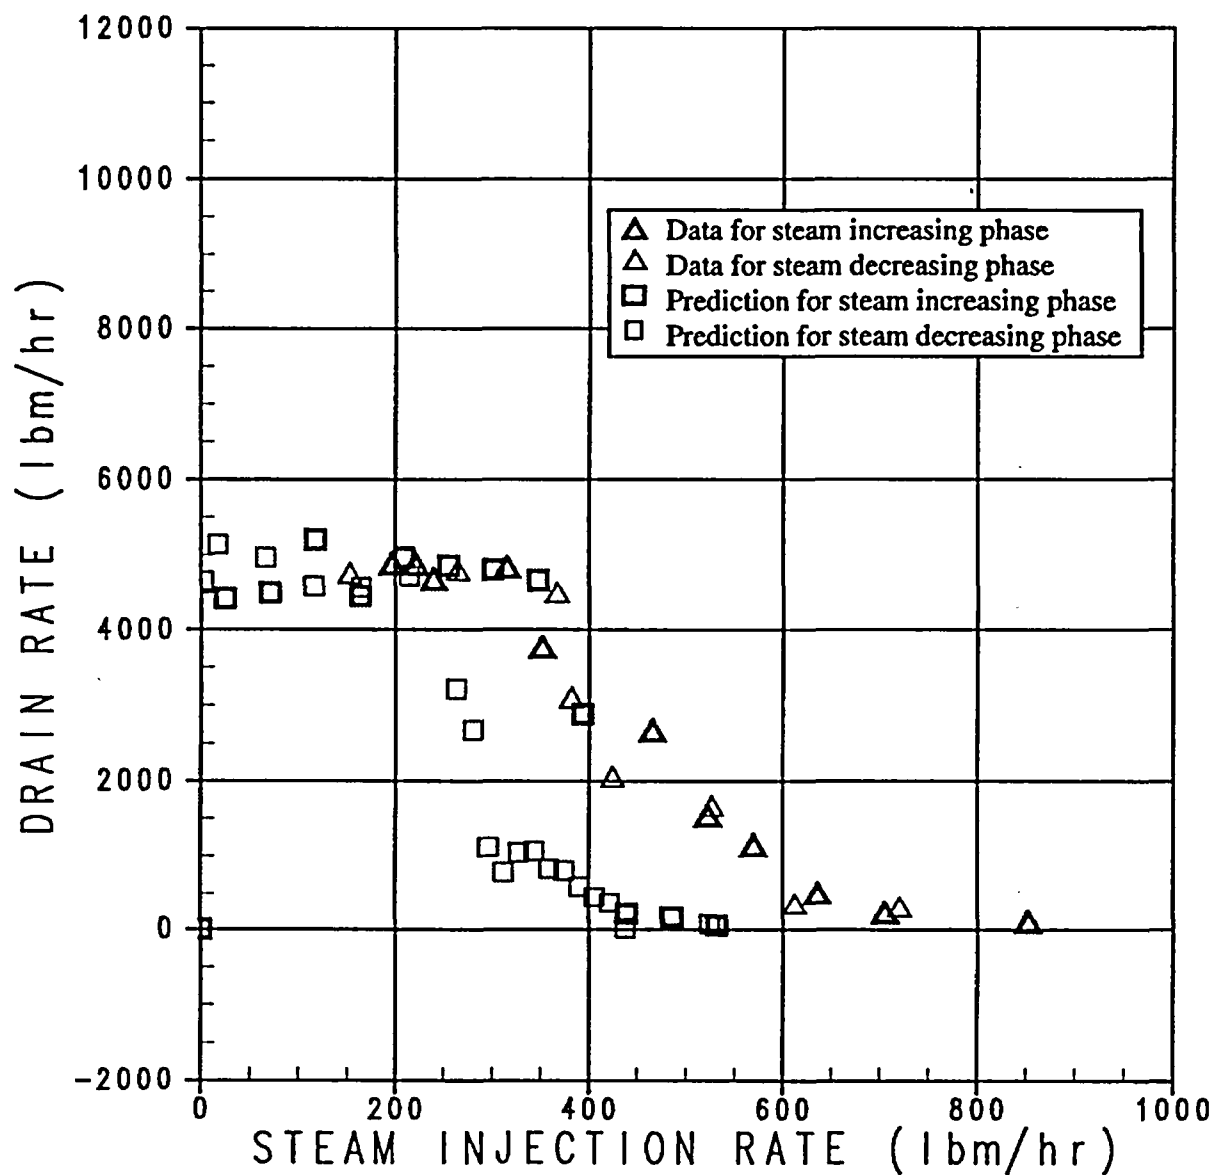 12000
10000
8000
6000
4000
2000
0
-2000
DRAIN RATE (lbm/hr)
Data for steam increasing phase
Data for steam decreasing phase
Prediction for steam increasing phase
Prediction for steam decreasing phase
0 200 400 600 800 1000
STEAM INJECTION RATE (lbm/hr)